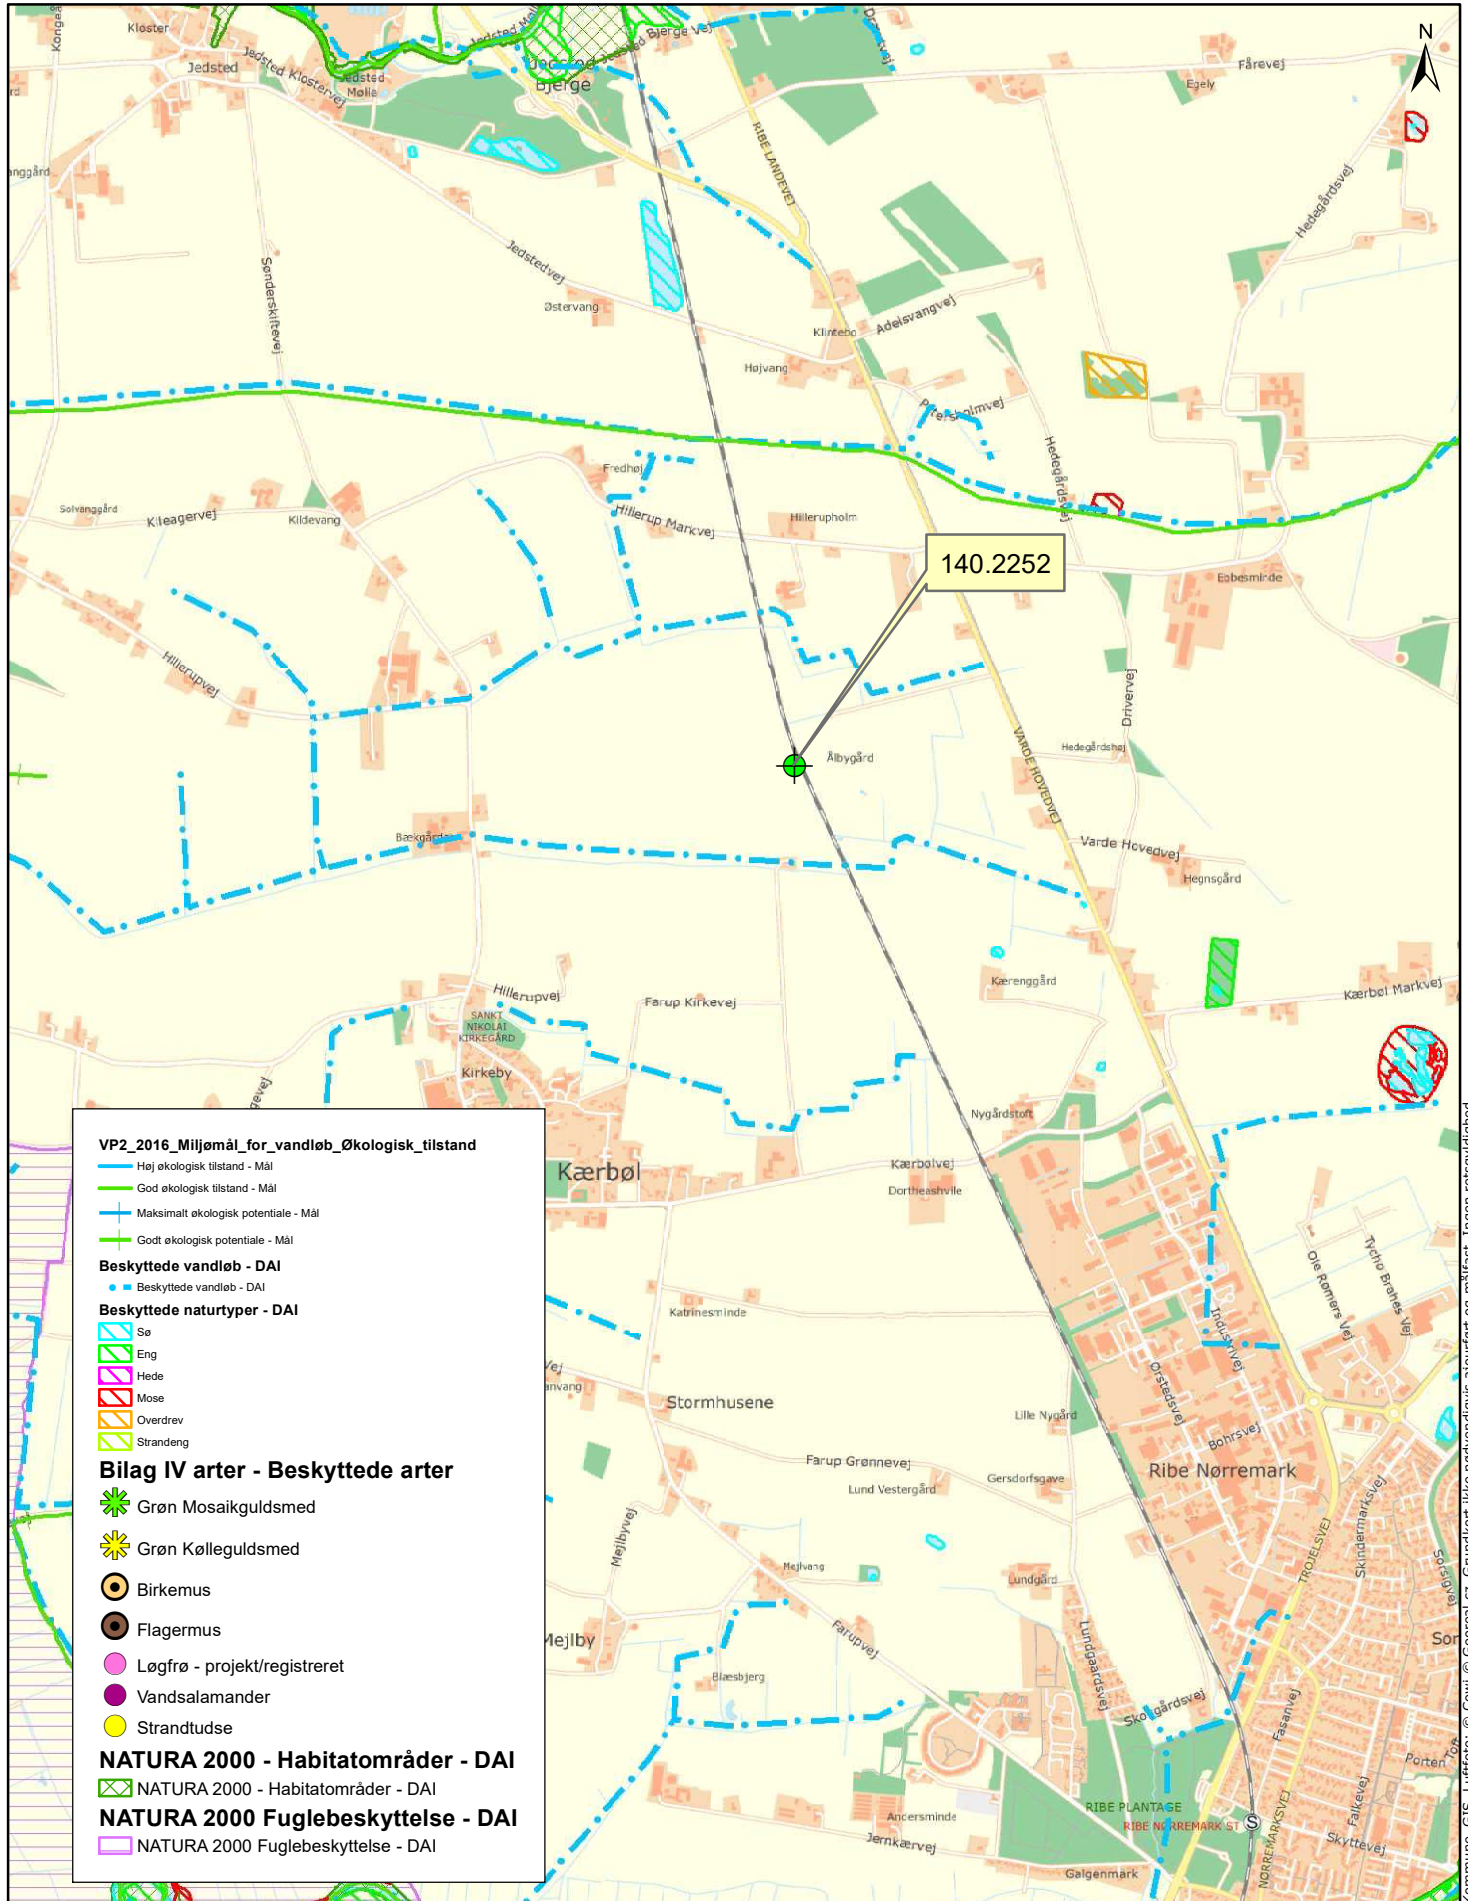 Kloster
Jedsted
Jedsted Klostervej
Jedsted
Mølle
Bjerge
Jedsted Bjerge Vej
N
Fårevej
Egely
RIBE LANDEVEJ
Hedegårdsvej
Jedstedvej
Østervang
Sønderskiftevej
Klintebo
Adelsvangvej
Højvang
Hedegårdsvej
Fredhøj
Solvanggård
Kileagervej
Kildevang
Hillerup Markvej
Hillerupholm
140.2252
Ebbesminde
Hillerupvej
Drivervej
VARDE HOVEDVEJ
Hedegårdshøj
Ålbygård
Varde Hovedvej
Hegnsgård
Kærenggård
Kærbøl Markvej
Hillerupvej
Farup Kirkevej
SANKT
NIKOLAI
KIRKEGÅRD
Kirkeby
Nygårdstoft
Kærbøl
Kærbølvej
Dortheashvile
Katrinesminde
Ole Rømers Vej
Tycho Brahes Vej
Industrivej
Ørstedsvej
Stormhusene
Lille Nygård
Bohrsvej
Ribe Nørremark
Farup Grønnevej
Lund Vestergård
Gersdorfsgave
Mejlbyvej
Mejlvang
Lundgård
TROJELSVEJ
Skindermarksvej
Sorsigvej
Mejlby
Farupvej
Blæsbjerg
Lundgaardsvej
Skovgårdsvej
Fasanvej
Porten Toft
Falkevej
Skyttevej
Andersminde
Jernkærvej
RIBE PLANTAGE
RIBE NØRREMARK ST
S
NØRREMARKSVEJ
Galgenmark
VP2_2016_Miljømål_for_vandløb_Økologisk_tilstand
Høj økologisk tilstand - Mål
God økologisk tilstand - Mål
Maksimalt økologisk potentiale - Mål
Godt økologisk potentiale - Mål
Beskyttede vandløb - DAI
Beskyttede vandløb - DAI
Beskyttede naturtyper - DAI
Sø
Eng
Hede
Mose
Overdrev
Strandeng
Bilag IV arter - Beskyttede arter
Grøn Mosaikguldsmed
Grøn Kølleguldsmed
Birkemus
Flagermus
Løgfrø - projekt/registreret
Vandsalamander
Strandtudse
NATURA 2000 - Habitatområder - DAI
NATURA 2000 - Habitatområder - DAI
NATURA 2000 Fuglebeskyttelse - DAI
NATURA 2000 Fuglebeskyttelse - DAI